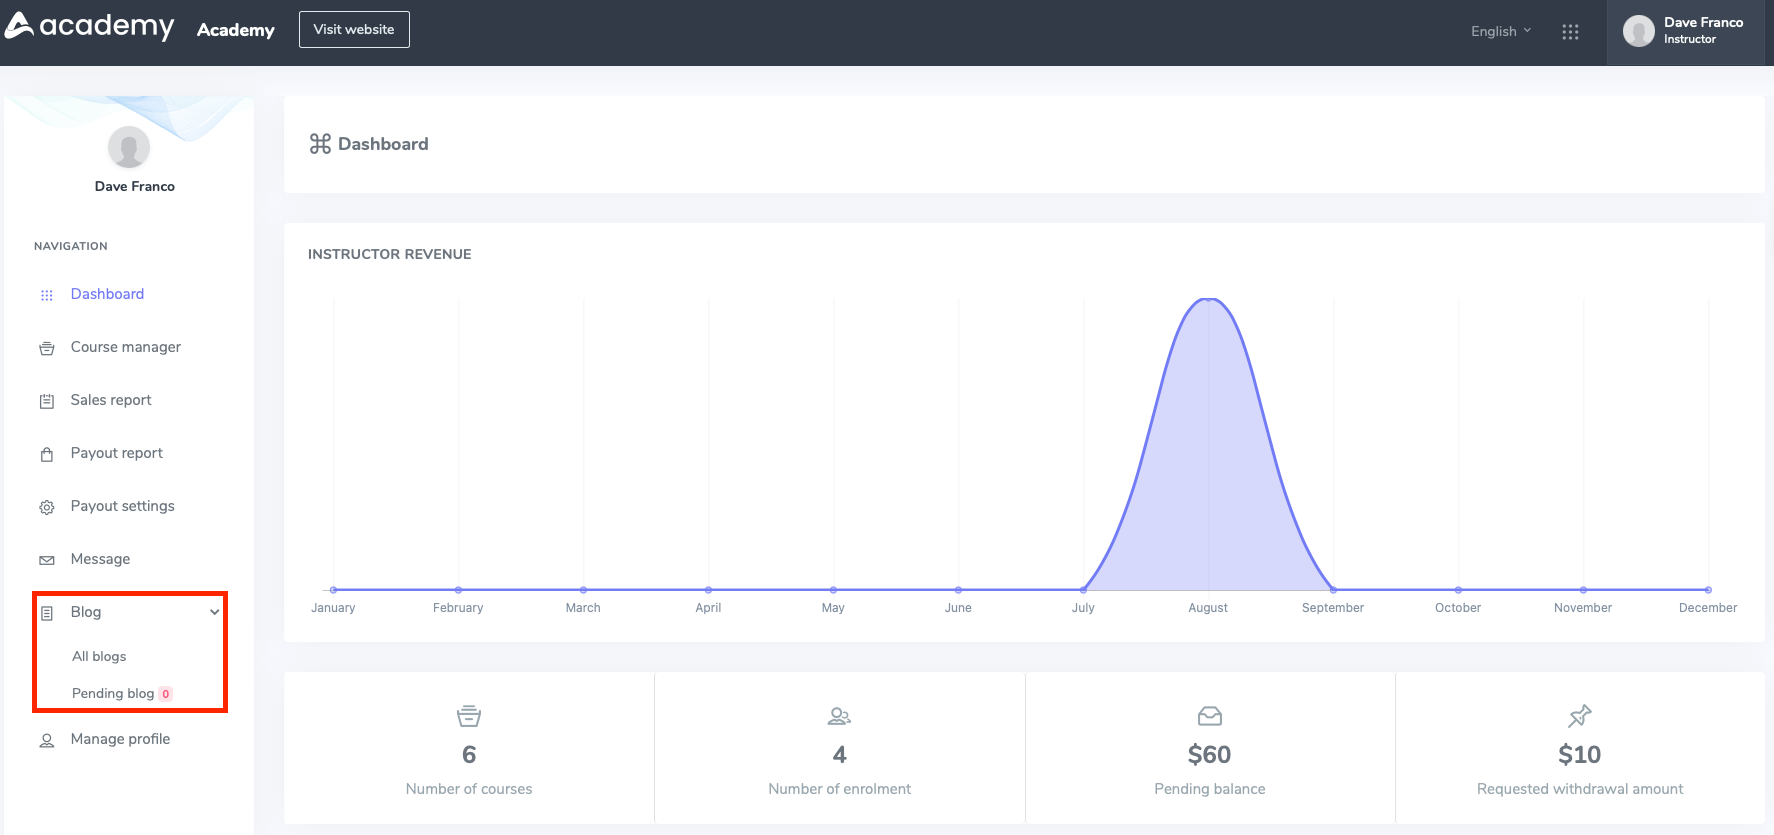 academy
Academy
Visit website
English
Dave Franco
Instructor
Dave Franco
NAVIGATION
Dashboard
Course manager
Sales report
Payout report
Payout settings
Message
Blog
All blogs
Pending blog 0
Manage profile
Dashboard
INSTRUCTOR REVENUE
January February March April May June July August September October November December
6
Number of courses
4
Number of enrolment
$60
Pending balance
$10
Requested withdrawal amount